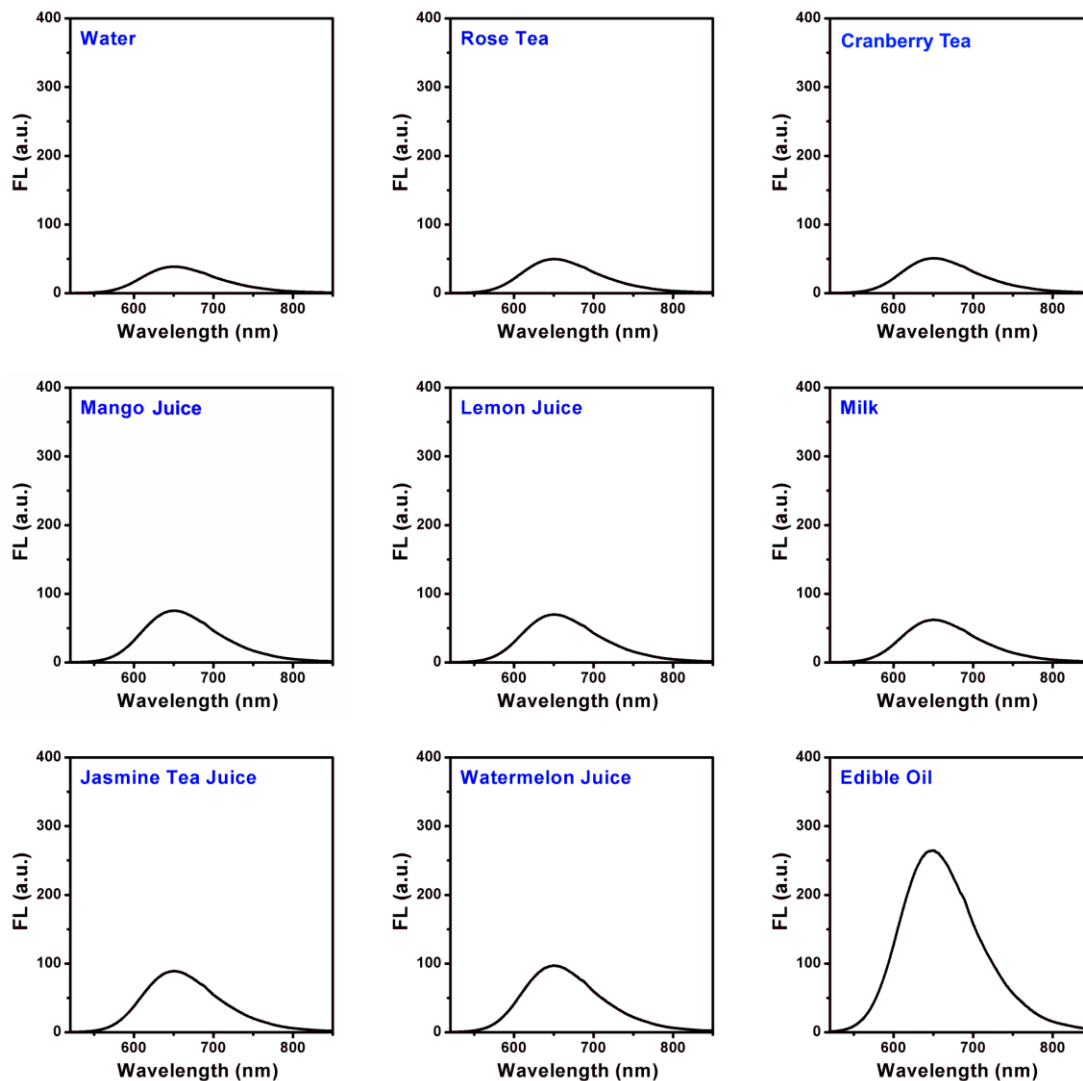 Water
400
300
200
100
0
FL (a.u.)
600 700 800
Wavelength (nm)
Rose Tea
400
300
200
100
0
FL (a.u.)
600 700 800
Wavelength (nm)
Cranberry Tea
400
300
200
100
0
FL (a.u.)
600 700 800
Wavelength (nm)
Mango Juice
400
300
200
100
0
FL (a.u.)
600 700 800
Wavelength (nm)
Lemon Juice
400
300
200
100
0
FL (a.u.)
600 700 800
Wavelength (nm)
Milk
400
300
200
100
0
FL (a.u.)
600 700 800
Wavelength (nm)
Jasmine Tea Juice
400
300
200
100
0
FL (a.u.)
600 700 800
Wavelength (nm)
Watermelon Juice
400
300
200
100
0
FL (a.u.)
600 700 800
Wavelength (nm)
Edible Oil
400
300
200
100
0
FL (a.u.)
600 700 800
Wavelength (nm)